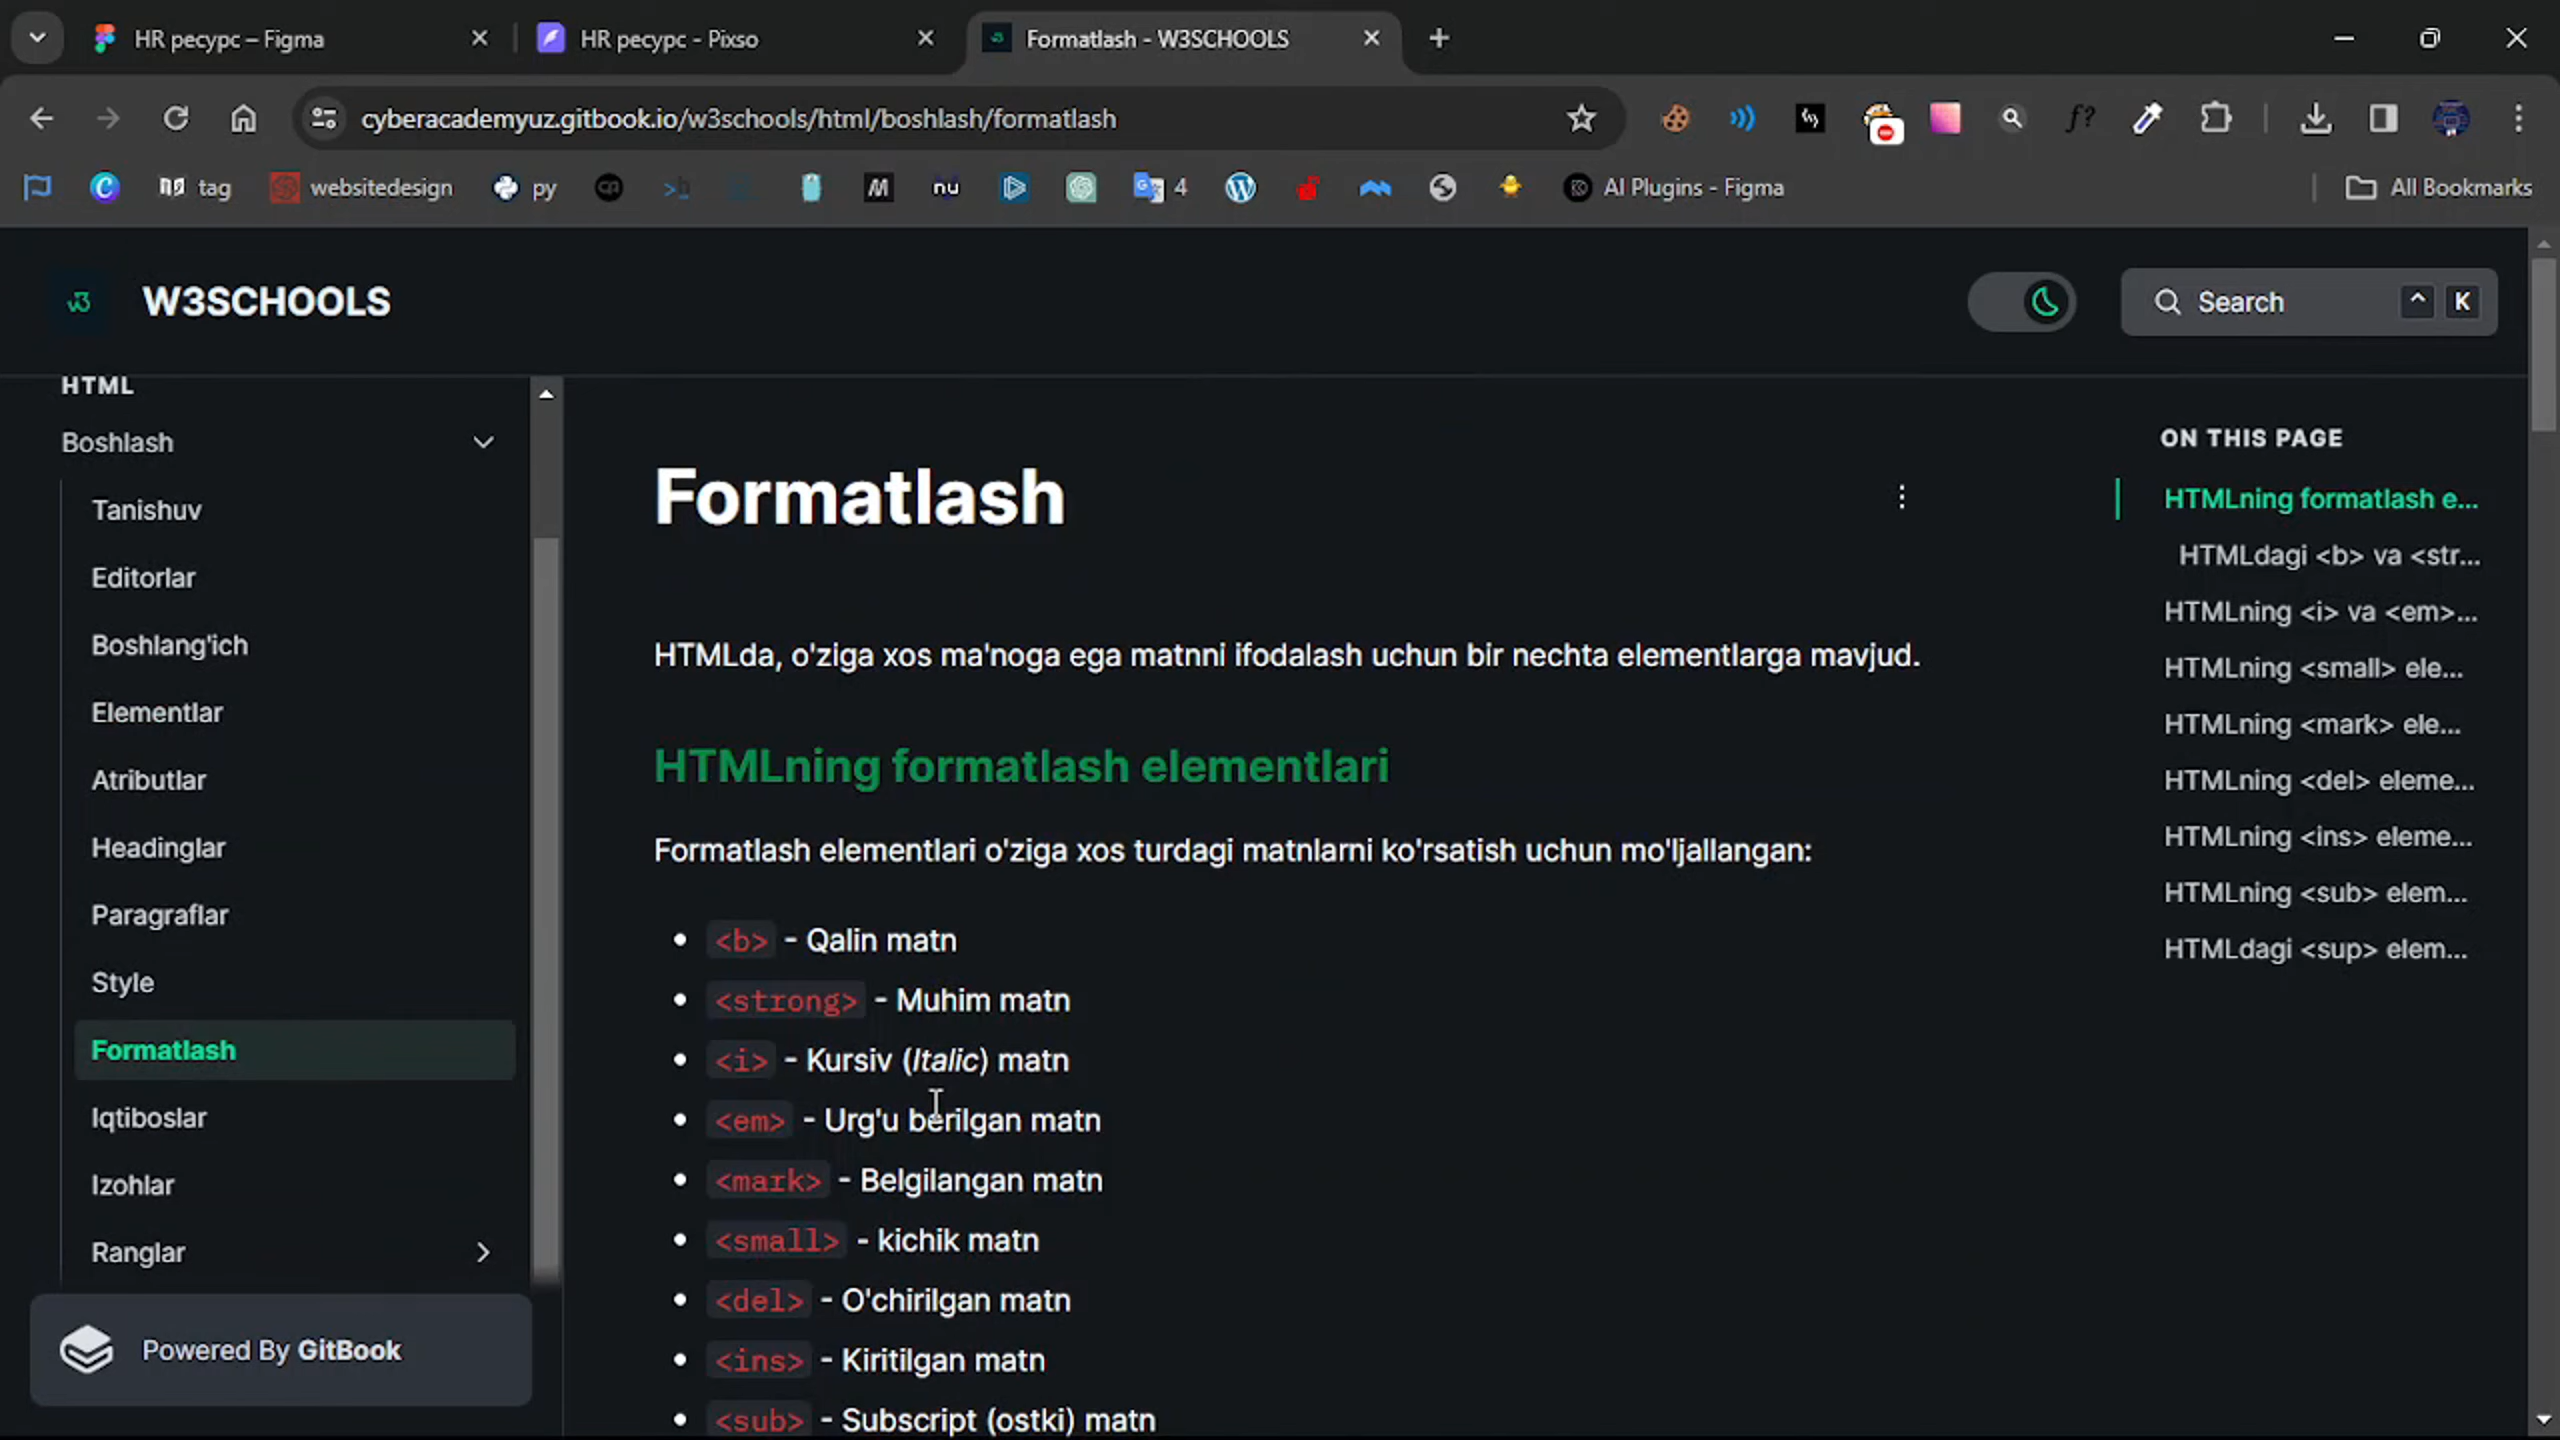 HR ресурс – Figma
HR ресурс - Pixso
Formatlash - W3SCHOOLS
cyberacademyuz.gitbook.io/w3schools/html/boshlash/formatlash
tag
websitedesign
py
nu
4
AI Plugins - Figma
All Bookmarks
W3SCHOOLS
Search
^ K
HTML
Boshlash
Tanishuv
Editorlar
Boshlang'ich
Elementlar
Atributlar
Headinglar
Paragraflar
Style
Formatlash
Iqtiboslar
Izohlar
Ranglar
Powered By GitBook
Formatlash
HTMLda, o'ziga xos ma'noga ega matnni ifodalash uchun bir nechta elementlarga mavjud.
HTMLning formatlash elementlari
Formatlash elementlari o'ziga xos turdagi matnlarni ko'rsatish uchun mo'ljallangan:
• <b> - Qalin matn
• <strong> - Muhim matn
• <i> - Kursiv (Italic) matn
• <em> - Urg'u berilgan matn
• <mark> - Belgilangan matn
• <small> - kichik matn
• <del> - O'chirilgan matn
• <ins> - Kiritilgan matn
• <sub> - Subscript (ostki) matn
ON THIS PAGE
HTMLning formatlash e...
HTMLdagi <b> va <str...
HTMLning <i> va <em>...
HTMLning <small> ele...
HTMLning <mark> ele...
HTMLning <del> eleme...
HTMLning <ins> eleme...
HTMLning <sub> elem...
HTMLdagi <sup> elem...